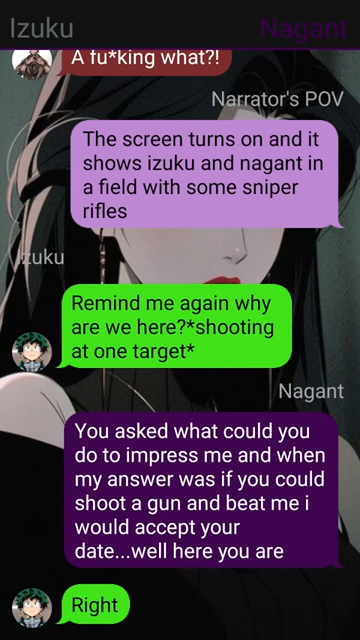 Izuku Nagant
A fu*king what?!
Narrator's POV
The screen turns on and it
shows izuku and nagant in
a field with some sniper
rifles
Izuku
Remind me again why
are we here?*shooting
at one target*
Nagant
You asked what could you
do to impress me and when
my answer was if you could
shoot a gun and beat me i
would accept your
date...well here you are
Right